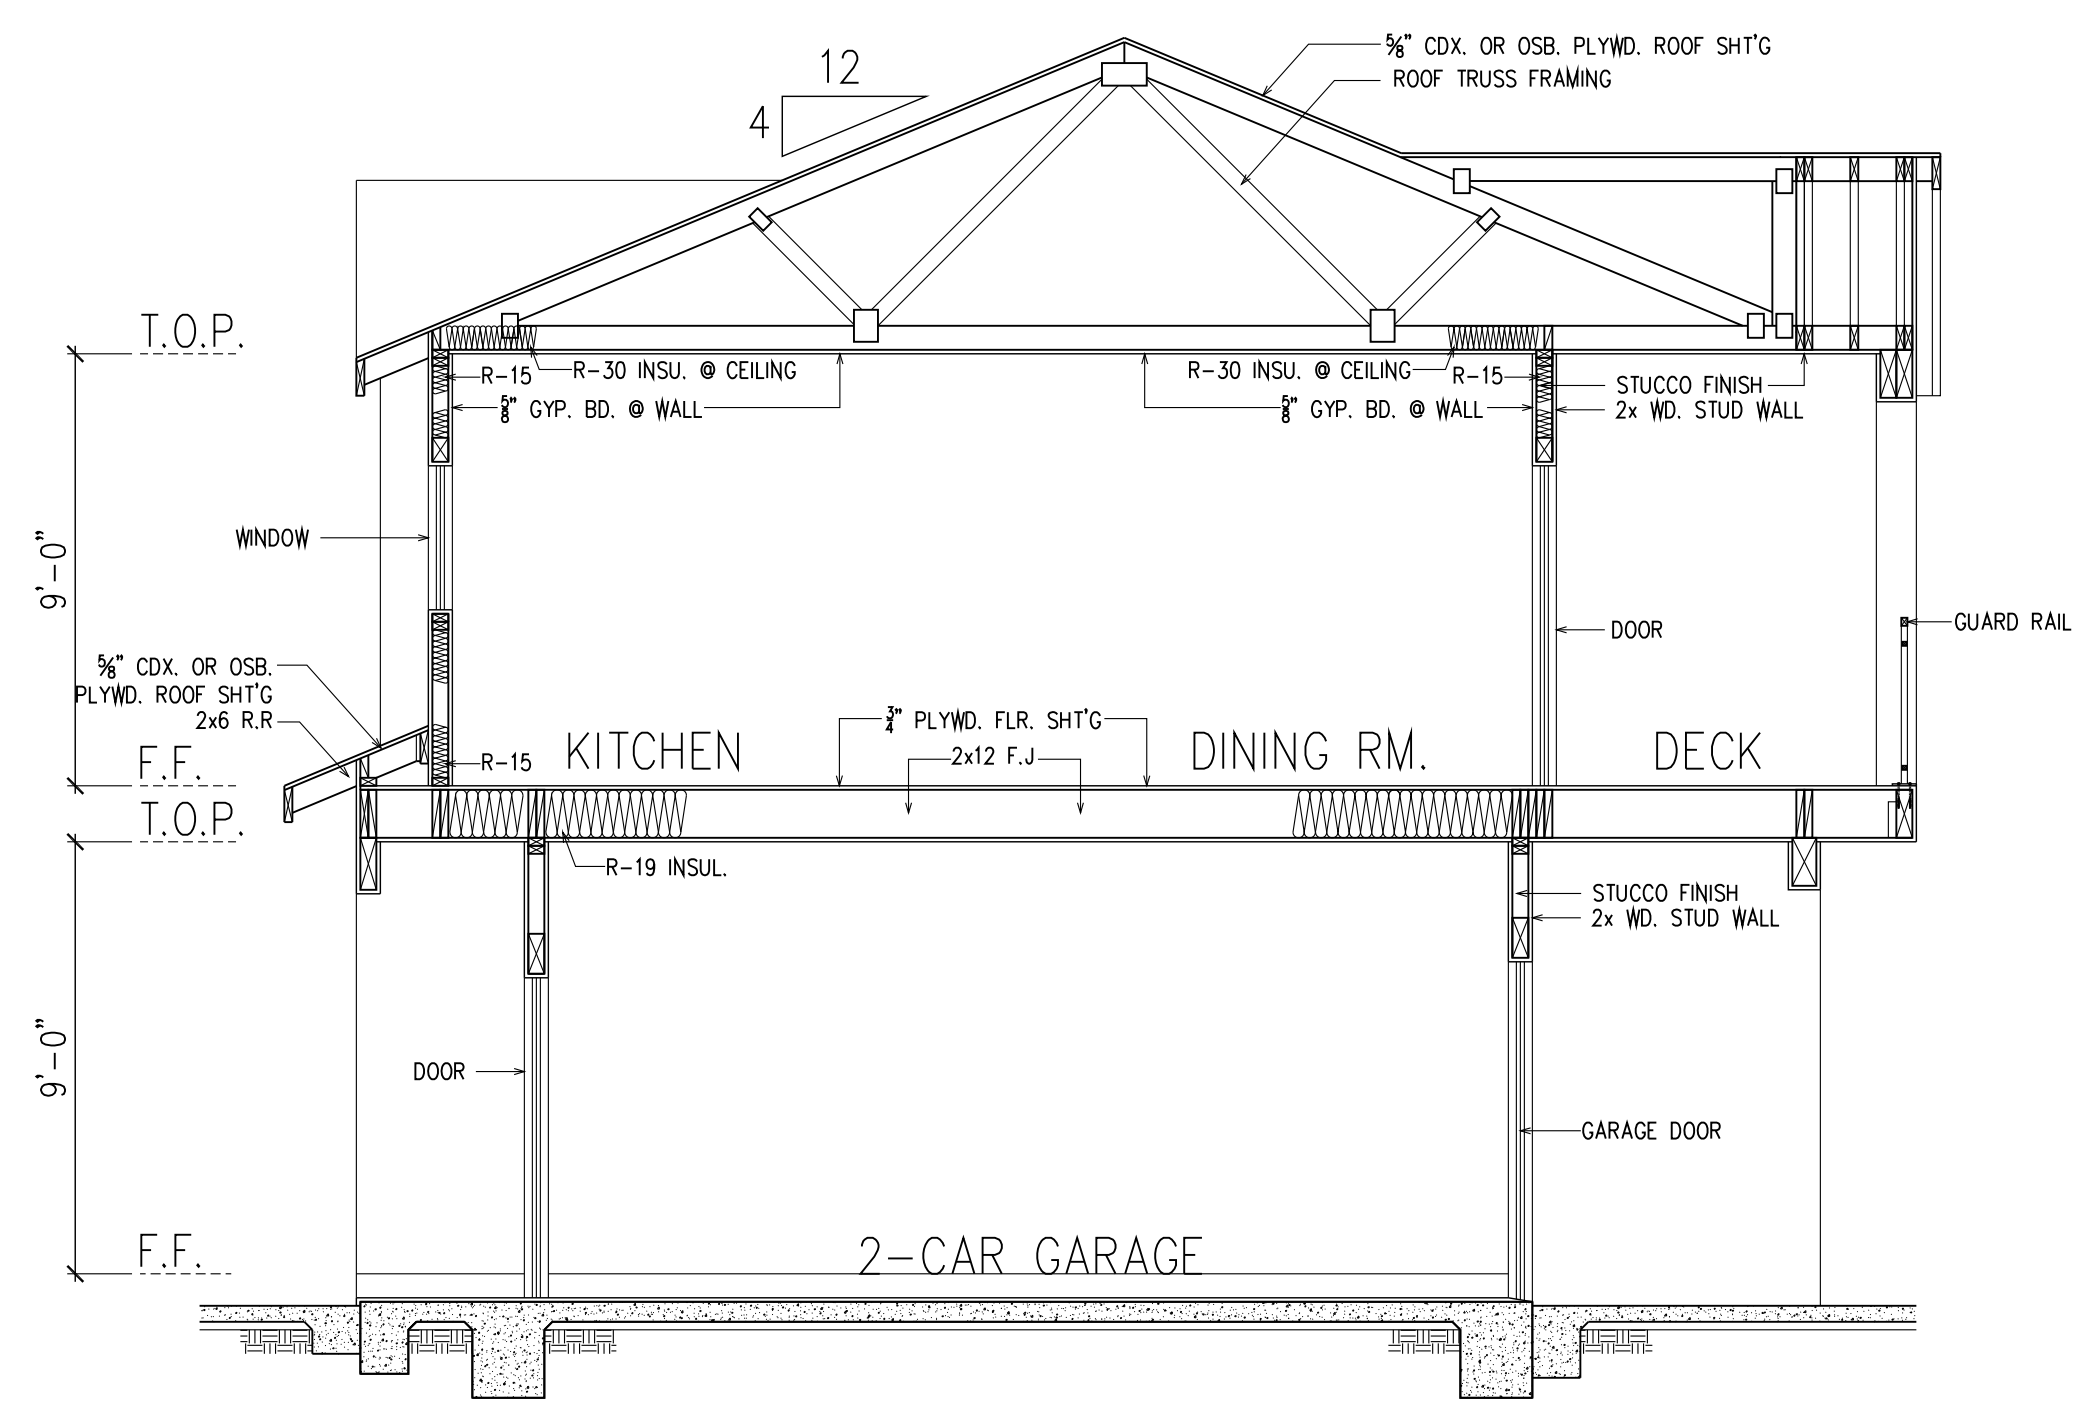 5/8" CDX. OR OSB. PLYWD. ROOF SHT'G
ROOF TRUSS FRAMING
12
4
T.O.P.
R-15
R-30 INSU. @ CEILING
5/8" GYP. BD. @ WALL
R-30 INSU. @ CEILING
R-15
5/8" GYP. BD. @ WALL
STUCCO FINISH
2x WD. STUD WALL
9'-0"
WINDOW
DOOR
GUARD RAIL
5/8" CDX. OR OSB.
PLYWD. ROOF SHT'G
2x6 R.R
F.F.
R-15
KITCHEN
3/4" PLYWD. FLR. SHT'G
2x12 F.J
DINING RM.
DECK
T.O.P.
R-19 INSUL.
STUCCO FINISH
2x WD. STUD WALL
9'-0"
DOOR
GARAGE DOOR
F.F.
2-CAR GARAGE